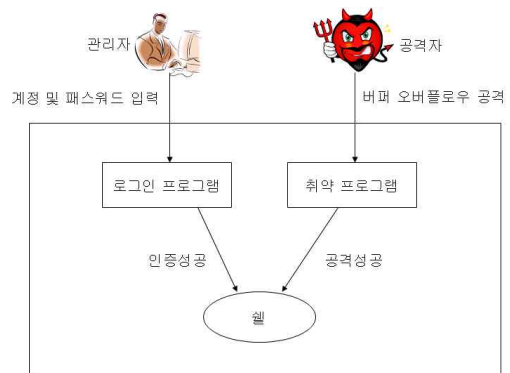 관리자
공격자
계정 및 패스워드 입력
버퍼 오버플로우 공격
로그인 프로그램
취약 프로그램
인증성공
공격성공
쉘